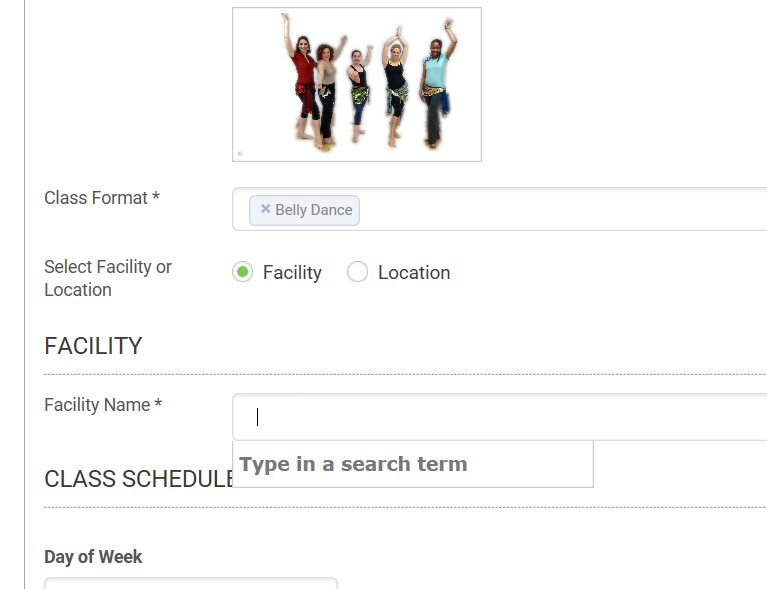 Class Format *
× Belly Dance
Select Facility or
Location
Facility
Location
FACILITY
Facility Name *
Type in a search term
CLASS SCHEDULE
Day of Week